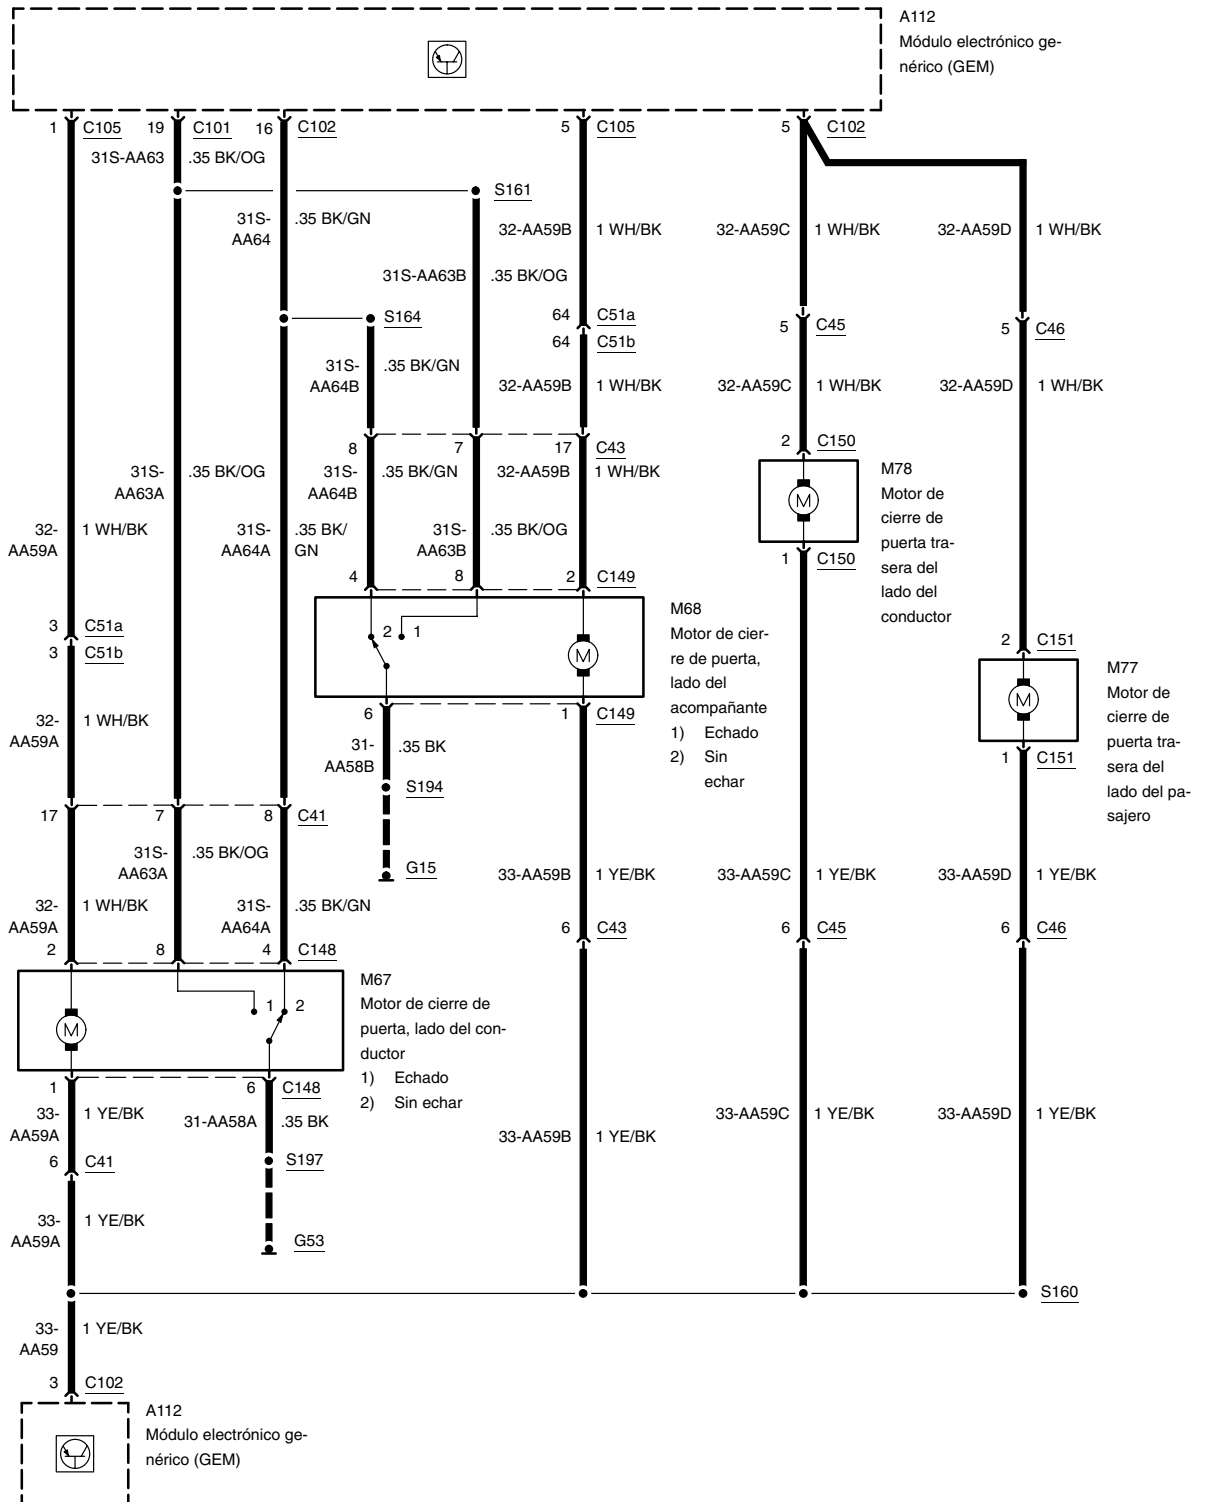 A112
Módulo electrónico ge-
nérico (GEM)
1 C105 19 C101 16 C102 5 C105 5 C102
31S-AA63 .35 BK/OG
S161
31S-
AA64
.35 BK/GN
32-AA59B 1 WH/BK 32-AA59C 1 WH/BK 32-AA59D 1 WH/BK
31S-AA63B .35 BK/OG
S164
64 C51a
64 C51b
5 C45
5 C46
31S-
AA64B
.35 BK/GN
32-AA59B 1 WH/BK 32-AA59C 1 WH/BK 32-AA59D 1 WH/BK
8 7 17 C43
2 C150
31S-
AA63A
.35 BK/OG
31S-
AA64B
.35 BK/GN
32-AA59B 1 WH/BK
M
M78
Motor de
cierre de
puerta tra-
sera del
lado del
conductor
1 C150
32-
AA59A
1 WH/BK
31S-
AA64A
.35 BK/
GN
31S-
AA63B
.35 BK/OG
4 8 2 C149
2 1
M
M68
Motor de cier-
re de puerta,
lado del
acompañante
1) Echado
2) Sin
echar
3 C51a
3 C51b
2 C151
M
M77
Motor de
cierre de
puerta tra-
sera del
lado del pa-
sajero
1 C151
32-
AA59A
1 WH/BK
6 1 C149
31-
AA58B
.35 BK
S194
G15
17 7 8 C41
31S-
AA63A
.35 BK/OG
33-AA59B 1 YE/BK 33-AA59C 1 YE/BK 33-AA59D 1 YE/BK
32-
AA59A
1 WH/BK
31S-
AA64A
.35 BK/GN
6 C43 6 C45 6 C46
2 8 4 C148
M
1 2
M67
Motor de cierre de
puerta, lado del con-
ductor
1) Echado
2) Sin echar
1 6 C148
33-
AA59A
1 YE/BK
31-AA58A .35 BK
33-AA59B 1 YE/BK 33-AA59C 1 YE/BK 33-AA59D 1 YE/BK
6 C41
S197
33-
AA59A
1 YE/BK
G53
S160
33-
AA59
1 YE/BK
3 C102
A112
Módulo electrónico ge-
nérico (GEM)